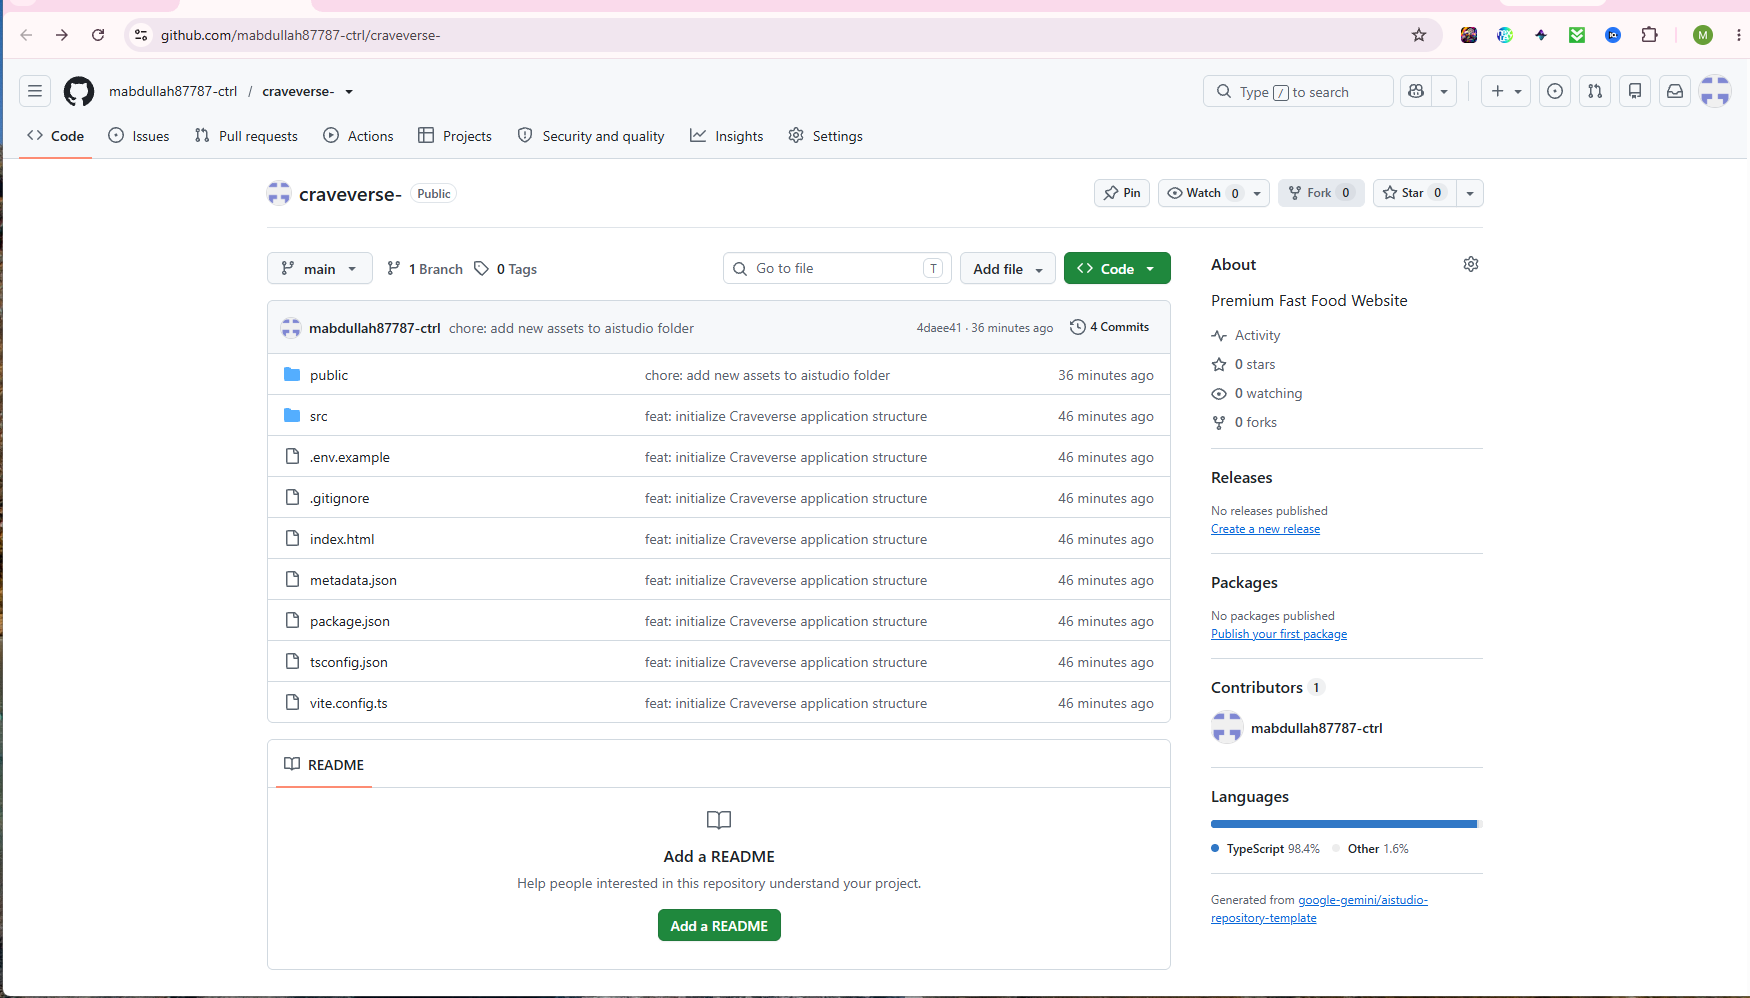 github.com/mabdullah87787-ctrl/craveverse-
M
mabdullah87787-ctrl / craveverse-
Type / to search
Code Issues Pull requests Actions Projects Security and quality Insights Settings
craveverse- Public
Pin Watch 0 Fork 0 Star 0
main 1 Branch 0 Tags Go to file T Add file Code
mabdullah87787-ctrl chore: add new assets to aistudio folder 4daee41 · 36 minutes ago 4 Commits
public chore: add new assets to aistudio folder 36 minutes ago
src feat: initialize Craveverse application structure 46 minutes ago
.env.example feat: initialize Craveverse application structure 46 minutes ago
.gitignore feat: initialize Craveverse application structure 46 minutes ago
index.html feat: initialize Craveverse application structure 46 minutes ago
metadata.json feat: initialize Craveverse application structure 46 minutes ago
package.json feat: initialize Craveverse application structure 46 minutes ago
tsconfig.json feat: initialize Craveverse application structure 46 minutes ago
vite.config.ts feat: initialize Craveverse application structure 46 minutes ago
README
Add a README
Help people interested in this repository understand your project.
Add a README
About
Premium Fast Food Website
Activity
0 stars
0 watching
0 forks
Releases
No releases published
Create a new release
Packages
No packages published
Publish your first package
Contributors 1
mabdullah87787-ctrl
Languages
TypeScript 98.4% Other 1.6%
Generated from google-gemini/aistudio-
repository-template